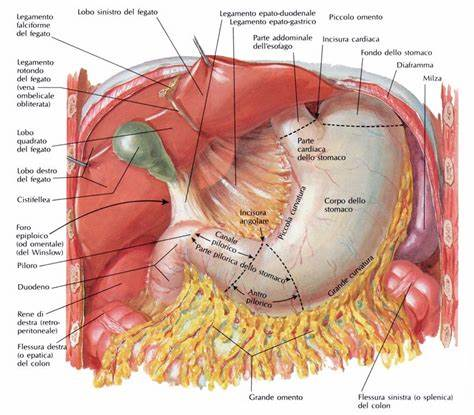 Legamento
falciforme
del fegato
Lobo sinistro del fegato
Legamento epato-duodenale
Legamento epato-gastrico
Piccolo omento
Parte addominale
dell'esofago
Incisura cardiaca
Fondo dello stomaco
Diaframma
Milza
Legamento
rotondo
del fegato
(vena
ombelicale
obliterata)
Lobo
quadrato
del fegato
Lobo destro
del fegato
Cistifellea
Foro
epiploico
(od omentale)
(del Winslow)
Piloro
Duodeno
Rene di
destra (retro-
peritoneale)
Flessura destra
(o epatica)
del colon
Parte
cardiaca
dello stomaco
Corpo dello
stomaco
Incisura
angolare
Piccola curvatura
Canale
pilorico
Parte pilorica dello stomaco
Antro
pilorico
Grande curvatura
Grande omento
Flessura sinistra (o splenica)
del colon